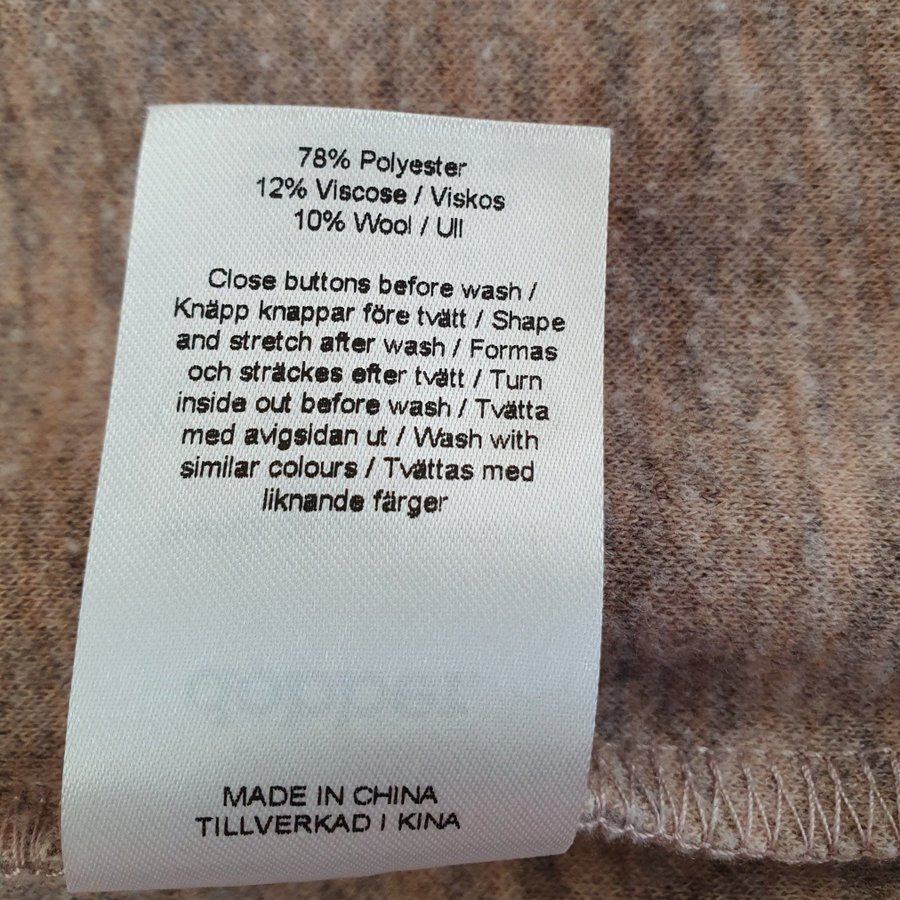 78% Polyester
12% Viscose / Viskos
10% Wool / Ull
Close buttons before wash /
Knäpp knappar före tvätt / Shape
and stretch after wash / Formas
och sträckes efter tvätt / Turn
inside out before wash / Tvätta
med avigsidan ut / Wash with
similar colours / Tvättas med
liknande färger
MADE IN CHINA
TILLVERKAD I KINA